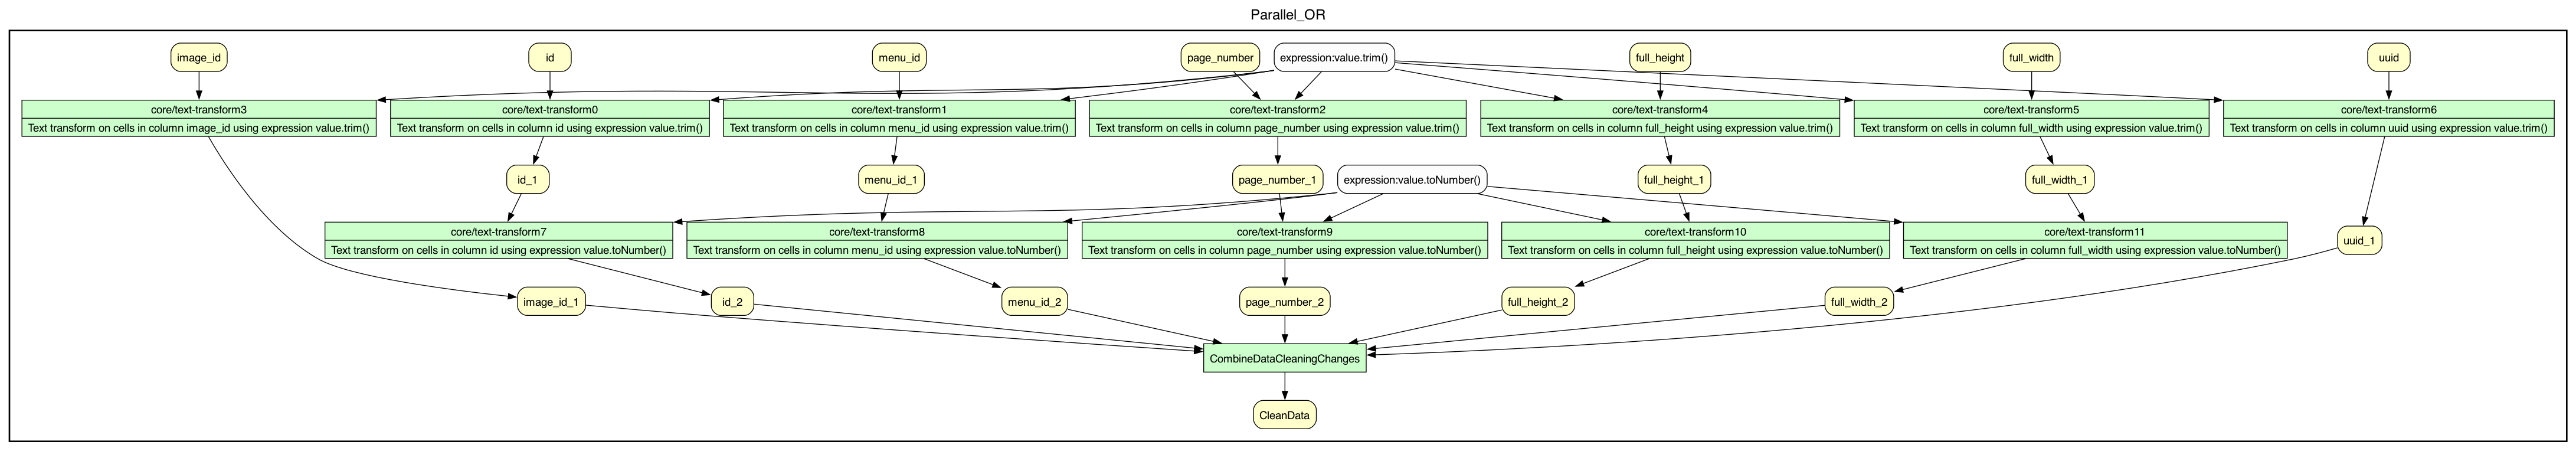 Parallel_OR
image_id
id
menu_id
page_number
expression:value.trim()
full_height
full_width
uuid
core/text-transform3
Text transform on cells in column image_id using expression value.trim()
core/text-transform0
Text transform on cells in column id using expression value.trim()
core/text-transform1
Text transform on cells in column menu_id using expression value.trim()
core/text-transform2
Text transform on cells in column page_number using expression value.trim()
core/text-transform4
Text transform on cells in column full_height using expression value.trim()
core/text-transform5
Text transform on cells in column full_width using expression value.trim()
core/text-transform6
Text transform on cells in column uuid using expression value.trim()
id_1
menu_id_1
page_number_1
expression:value.toNumber()
full_height_1
full_width_1
core/text-transform7
Text transform on cells in column id using expression value.toNumber()
core/text-transform8
Text transform on cells in column menu_id using expression value.toNumber()
core/text-transform9
Text transform on cells in column page_number using expression value.toNumber()
core/text-transform10
Text transform on cells in column full_height using expression value.toNumber()
core/text-transform11
Text transform on cells in column full_width using expression value.toNumber()
uuid_1
image_id_1
id_2
menu_id_2
page_number_2
full_height_2
full_width_2
CombineDataCleaningChanges
CleanData